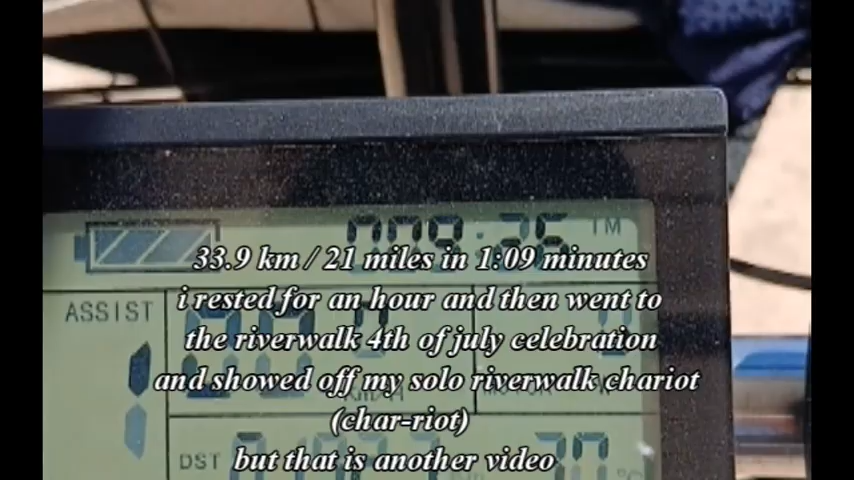 TM
33.9 km / 21 miles in 1:09 minutes
i rested for an hour and then went to
ASSIST
the riverwalk 4th of july celebration
and showed off my solo riverwalk chariot
(char-riot)
1
DST
but that is another video